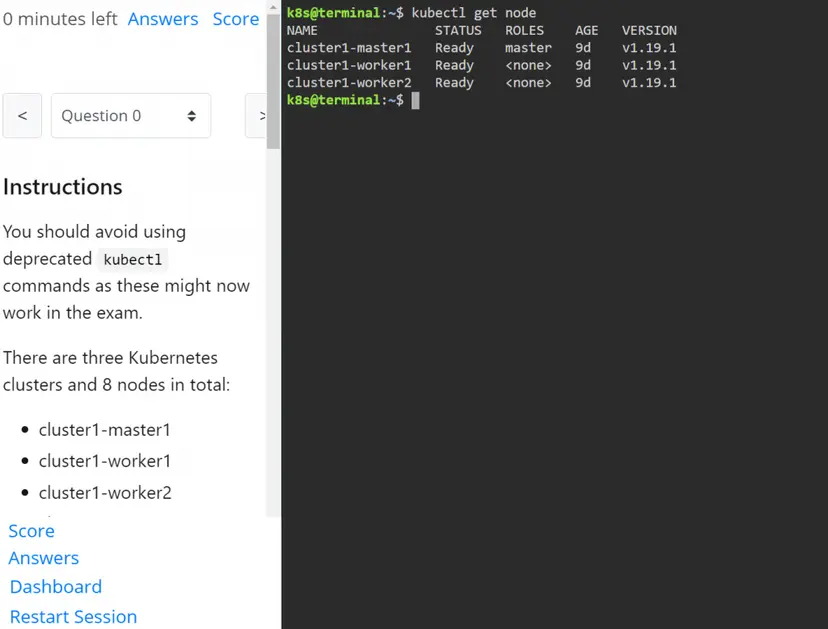 0 minutes left Answers Score
< Question 0 >
Instructions
You should avoid using
deprecated kubectl
commands as these might now
work in the exam.
There are three Kubernetes
clusters and 8 nodes in total:
• cluster1-master1
• cluster1-worker1
• cluster1-worker2
Score
Answers
Dashboard
Restart Session
k8s@terminal:~$ kubectl get node
NAME STATUS ROLES AGE VERSION
cluster1-master1 Ready master 9d v1.19.1
cluster1-worker1 Ready <none> 9d v1.19.1
cluster1-worker2 Ready <none> 9d v1.19.1
k8s@terminal:~$